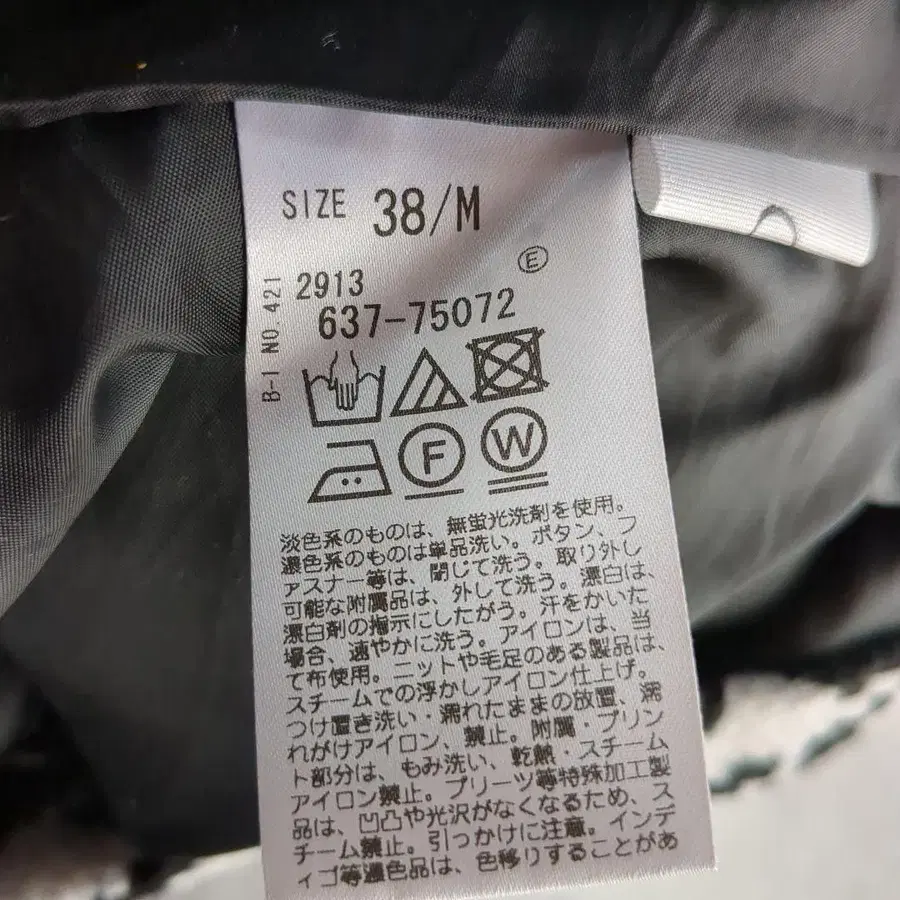 SIZE 38/M
E
B-I NO 421
2913
637-75072
F
W
淡色系のものは、無蛍光洗剤を使用。
濃色系のものは単品洗い。ボタン、フ
ァスナー等は、閉じて洗う。取り外し
可能な附属品は、外して洗う。漂白は、
漂白剤の指示にしたがう。汗をかいた
場合、速やかに洗う。アイロンは、当
て布使用。ニットや毛足のある製品は、
スチームでの浮かしアイロン仕上げ。
つけ置き洗い・濡れたままの放置、濡
れがけアイロン、禁止。附属・プリン
ト部分は、もみ洗い、乾熱・スチーム
アイロン禁止。プリーツ等特殊加工製
品は、凹凸や光沢がなくなるため、ス
チーム禁止。引っかけに注意。インデ
ィゴ等濃色品は、色移りすることがあ